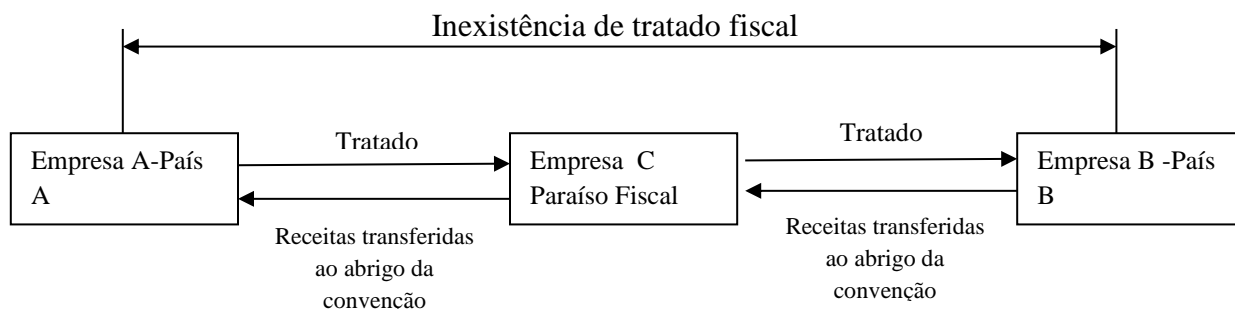 Inexistência de tratado fiscal
Empresa A-País
A
Tratado
Receitas transferidas
ao abrigo da
convenção
Empresa C
Paraíso Fiscal
Tratado
Receitas transferidas
ao abrigo da
convenção
Empresa B -País
B